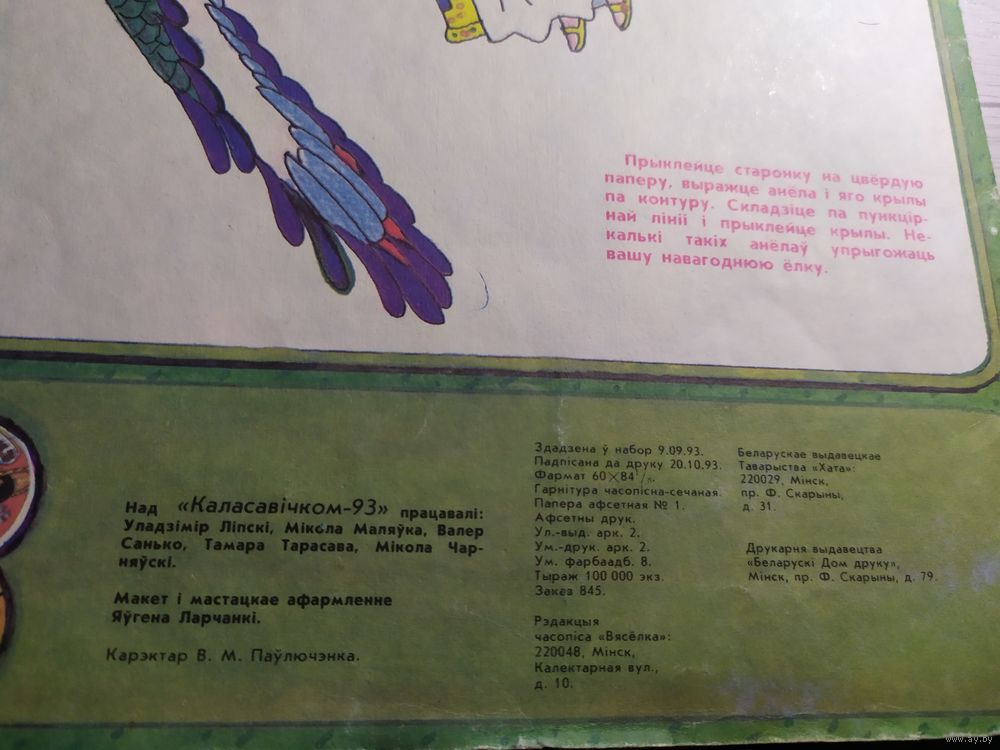 Прыклейце старонку на цвёрдую
паперу, выражце анёла і яго крылы
па контуру. Складзіце па пункцір-
най лініі і прыклейце крылы. Не-
калькі такіх анёлаў упрыгожаць
вашу навагоднюю ёлку.
Над «Каласавічком-93» працавалі:
Уладзімір Ліпскі, Мікола Маляўка, Валер
Санько, Тамара Тарасава, Мікола Чар-
няўскі.
Макет і мастацкае афармленне
Яўгена Ларчанкі.
Карэктар В. М. Паўлючэнка.
Здадзена ў набор 9.09.93.
Падпісана да друку 20.10.93.
Фармат 60×84
Гарнітура часопісна-сечаная.
Папера афсетная № 1.
Афсетны друк.
Ул.-выд. арк. 2.
Ум.-друк. арк. 2.
Ум. фарбаадб. 8.
Тыраж 100 000 экз.
Заказ 845.
Рэдакцыя
часопіса «Вясёлка»:
220048, Мінск,
Калектарная вул.,
д. 10.
Беларускае выдавецкае
Таварыства «Хата»:
220029, Мінск,
пр. Ф. Скарыны,
д. 31.
Друкарня выдавецтва
«Беларускі Дом друку»,
Мінск, пр. Ф. Скарыны, д. 79.
www.ay.by